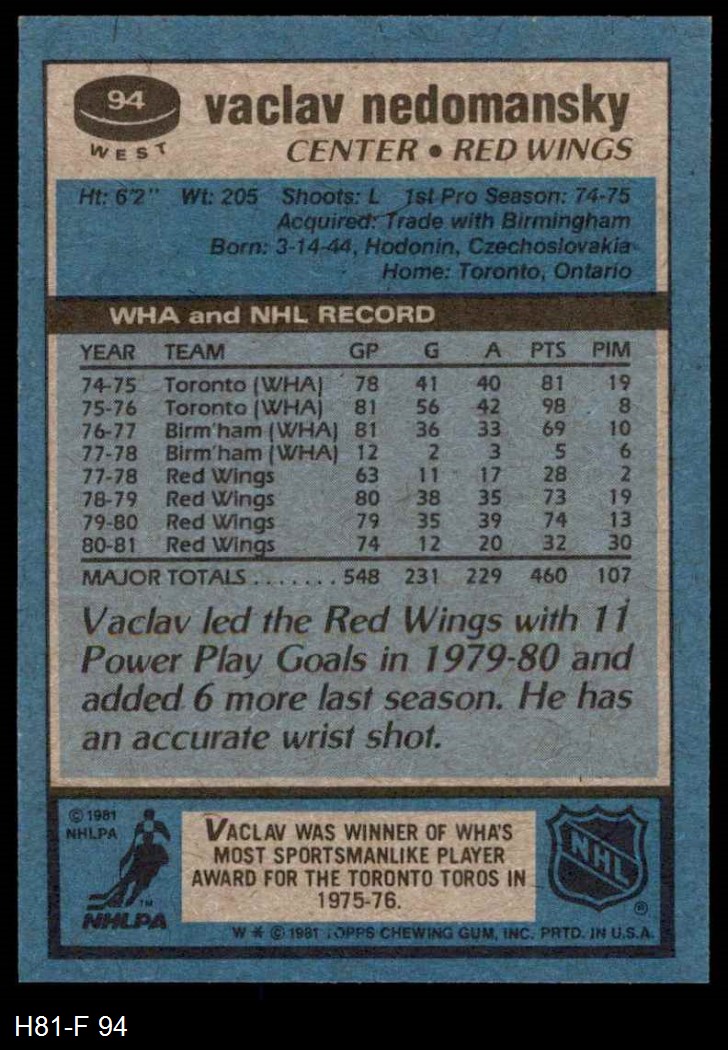 94
WEST
vaclav nedomansky
CENTER • RED WINGS
Ht: 6'2" Wt: 205 Shoots: L 1st Pro Season: 74-75
Acquired: Trade with Birmingham
Born: 3-14-44, Hodonin, Czechoslovakia
Home: Toronto, Ontario
WHA and NHL RECORD
YEAR TEAM GP G A PTS PIM
74-75 Toronto (WHA) 78 41 40 81 19
75-76 Toronto (WHA) 81 56 42 98 8
76-77 Birm'ham (WHA) 81 36 33 69 10
77-78 Birm'ham (WHA) 12 2 3 5 6
77-78 Red Wings 63 11 17 28 2
78-79 Red Wings 80 38 35 73 19
79-80 Red Wings 79 35 39 74 13
80-81 Red Wings 74 12 20 32 30
MAJOR TOTALS ....... 548 231 229 460 107
Vaclav led the Red Wings with 11
Power Play Goals in 1979-80 and
added 6 more last season. He has
an accurate wrist shot.
© 1981
NHLPA
TM
NHLPA
VACLAV WAS WINNER OF WHA'S
MOST SPORTSMANLIKE PLAYER
AWARD FOR THE TORONTO TOROS IN
1975-76.
NHL
®
W * © 1981 TOPPS CHEWING GUM, INC. PRTD. IN U.S.A.
H81-F 94